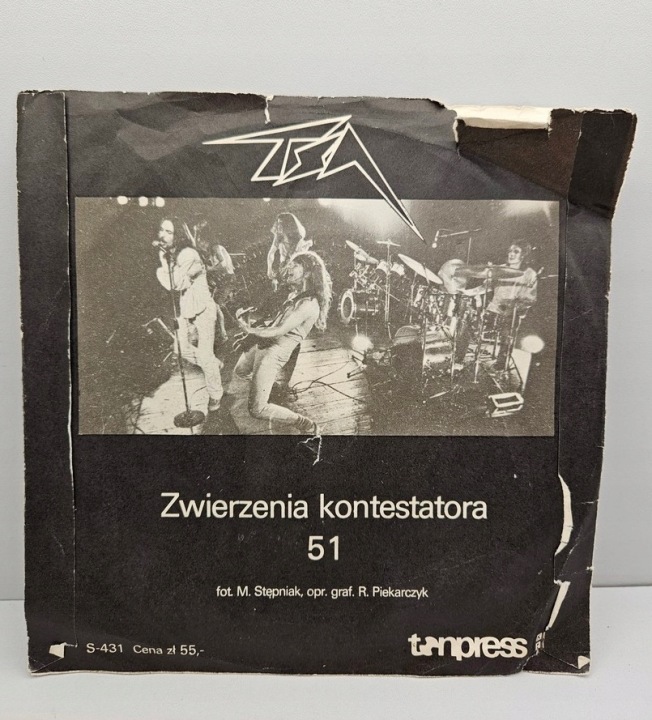 TSA
Zwierzenia kontestatora
51
fot. M. Stępniak, opr. graf. R. Piekarczyk
S-431 Cena zł 55,-
tonpress